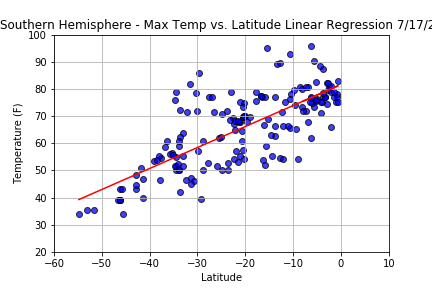 Southern Hemisphere - Max Temp vs. Latitude Linear Regression 7/17/2
100
90
80
70
60
50
40
30
20
Temperature (F)
−60 −50 −40 −30 −20 −10 0 10
Latitude